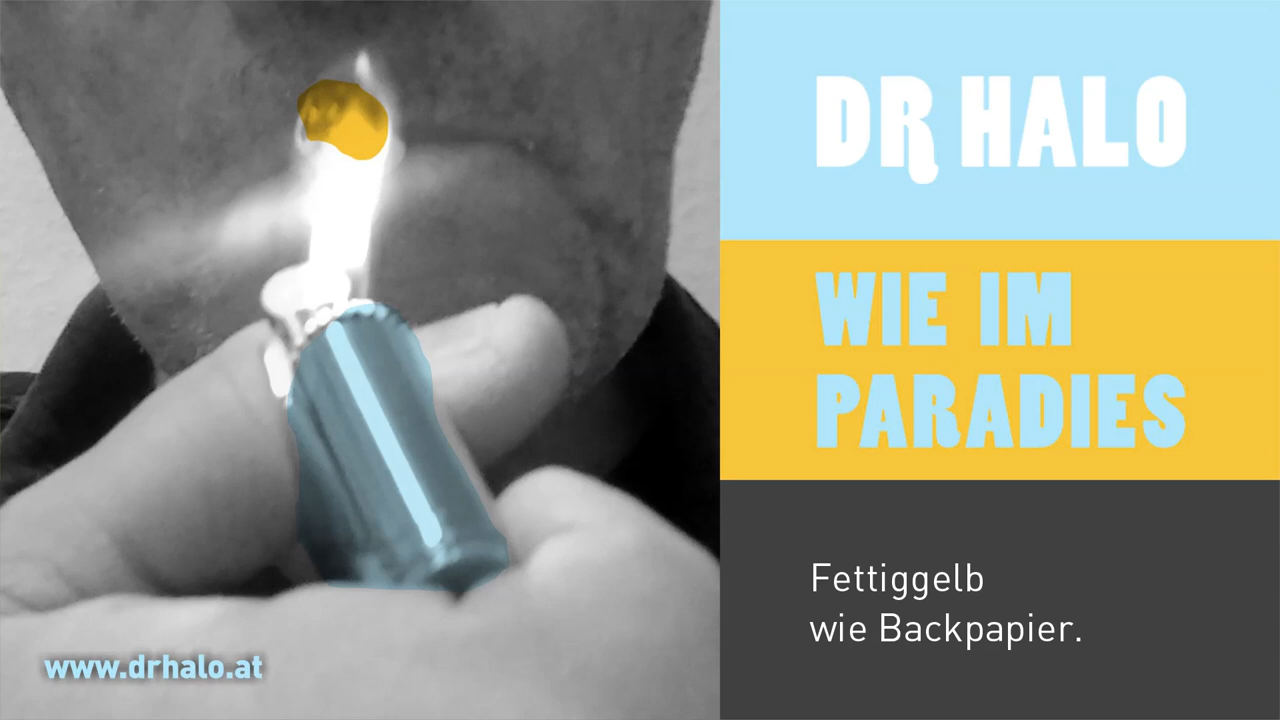 DR HALO
WIE IM
PARADIES
Fettiggelb
wie Backpapier.
www.drhalo.at